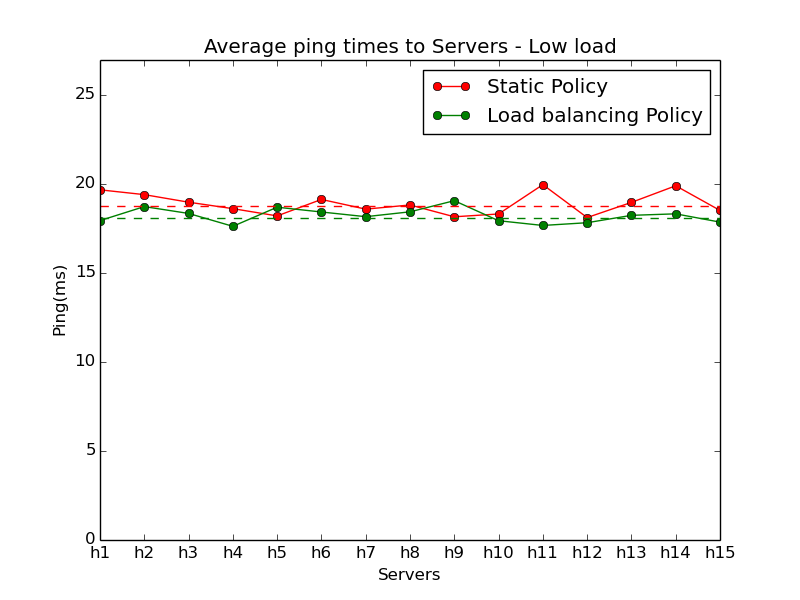 Average ping times to Servers - Low load
Static Policy
Load balancing Policy
25
20
15
10
5
0
Ping(ms)
h1 h2 h3 h4 h5 h6 h7 h8 h9 h10 h11 h12 h13 h14 h15
Servers